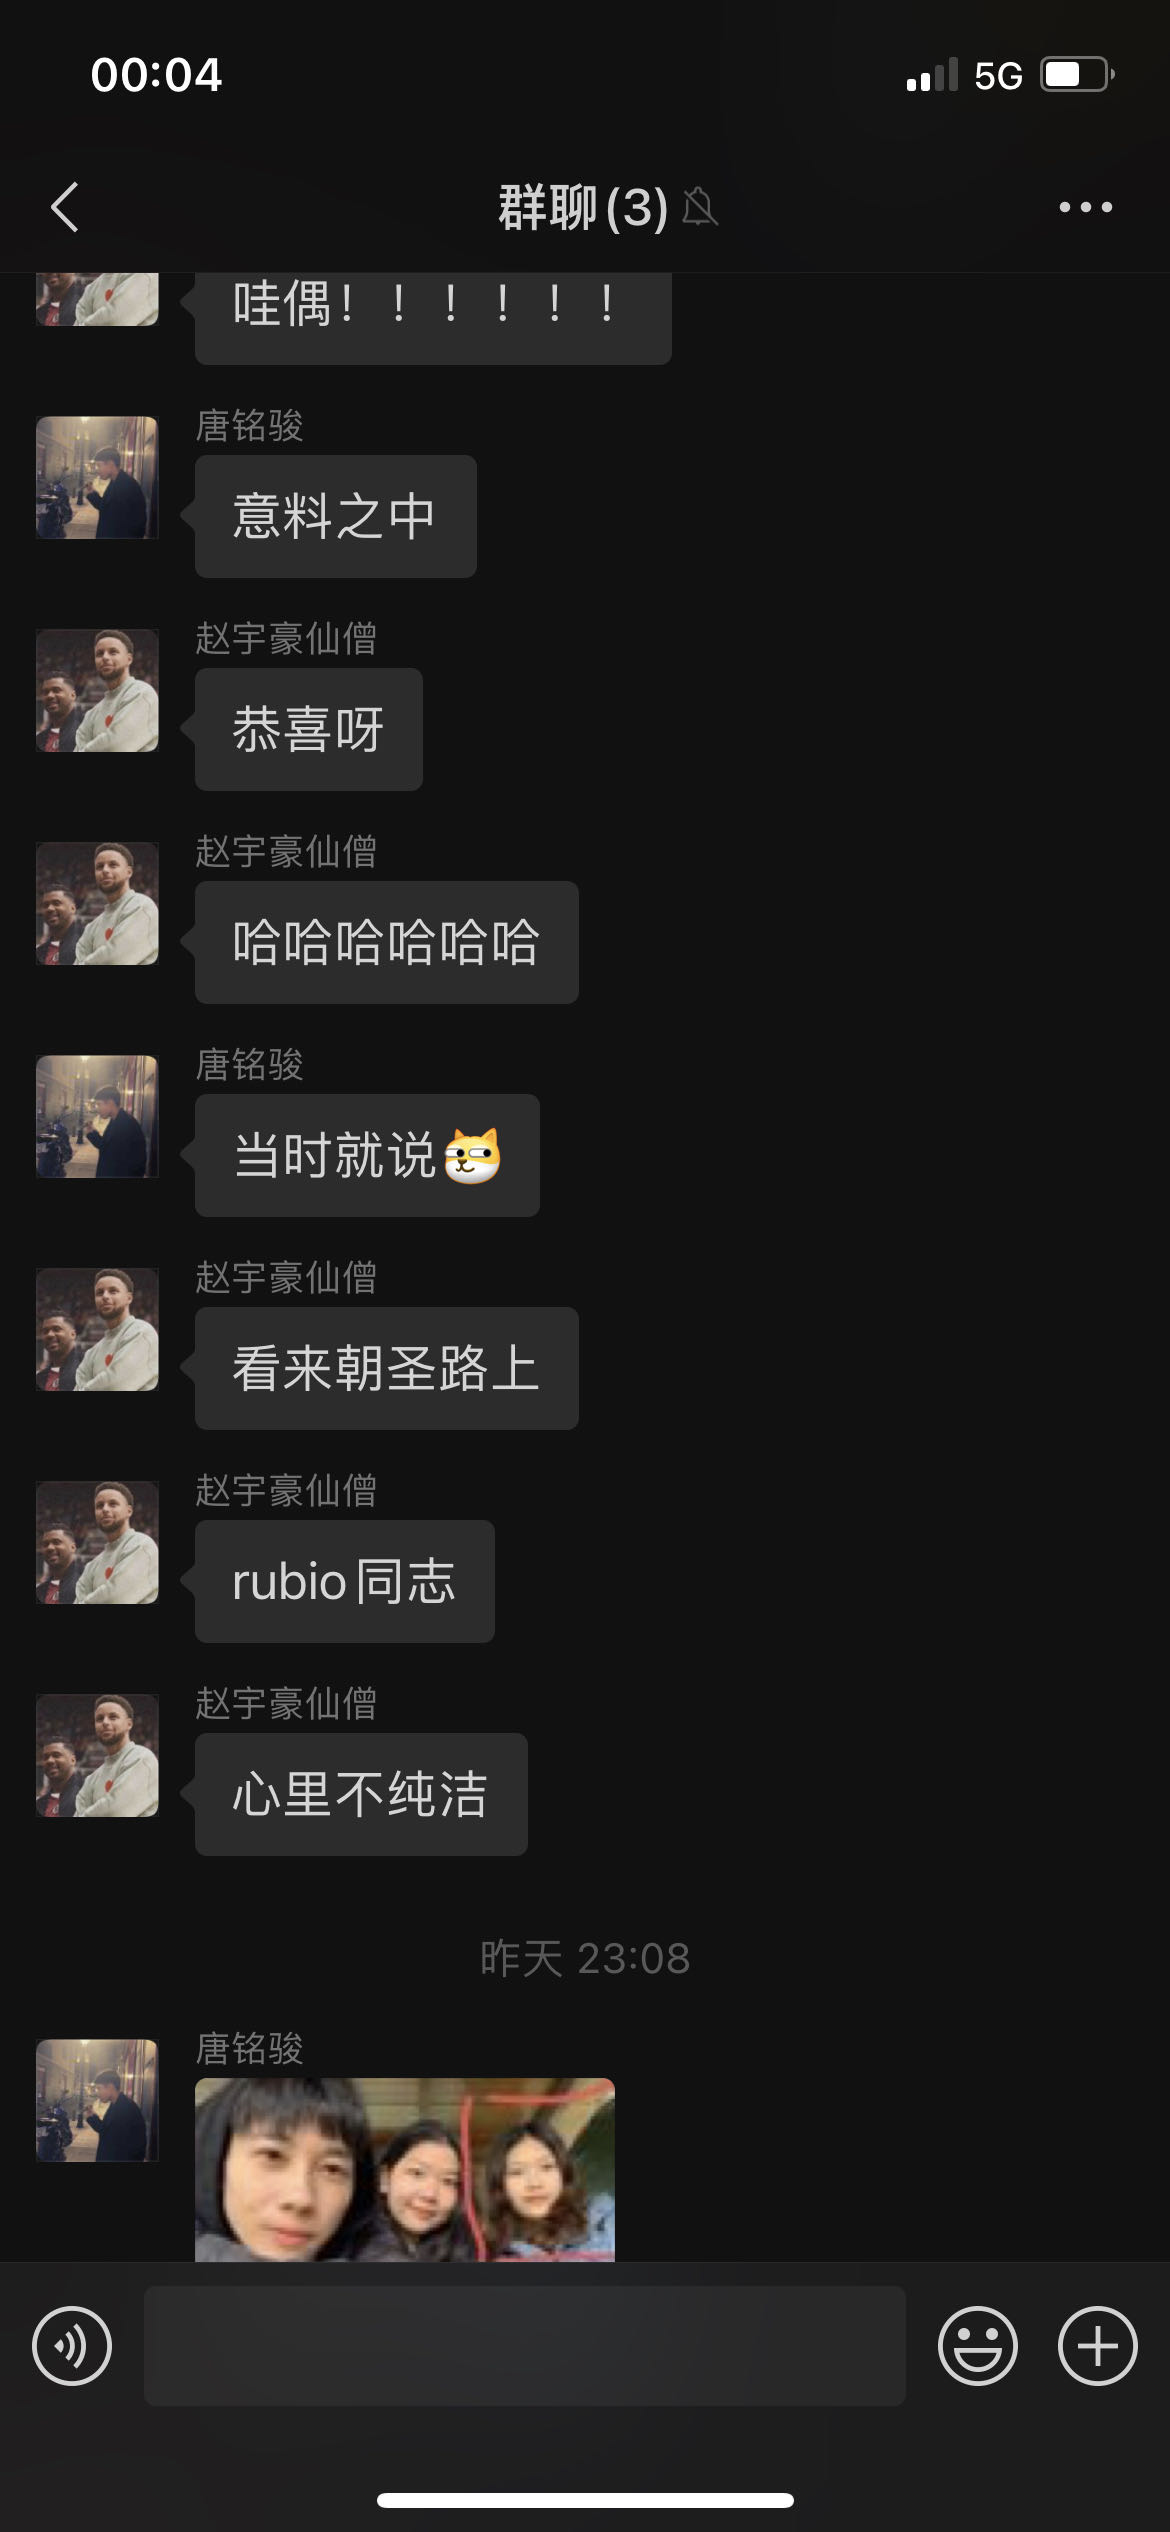 00:04
5G
群聊(3)
哇偶！！！！！！
唐铭骏
意料之中
赵宇豪仙僧
恭喜呀
赵宇豪仙僧
哈哈哈哈哈哈
唐铭骏
当时就说
赵宇豪仙僧
看来朝圣路上
赵宇豪仙僧
rubio同志
赵宇豪仙僧
心里不纯洁
昨天 23:08
唐铭骏